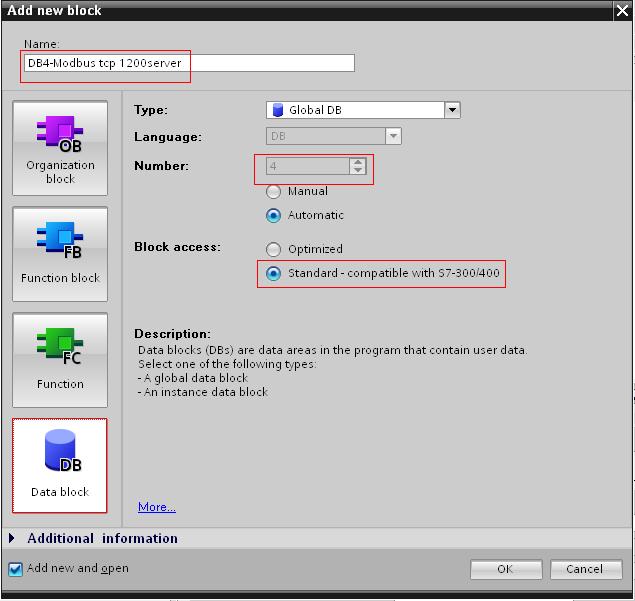 Add new block
Name:
DB4-Modbus tcp 1200server
OB
Organization
block
FB
Function block
FC
Function
DB
Data block
Type:
Global DB
Language:
DB
Number:
4
Manual
Automatic
Block access:
Optimized
Standard - compatible with S7-300/400
Description:
Data blocks (DBs) are data areas in the program that contain user data.
Select one of the following types:
- A global data block
- An instance data block
More...
Additional information
Add new and open
OK
Cancel